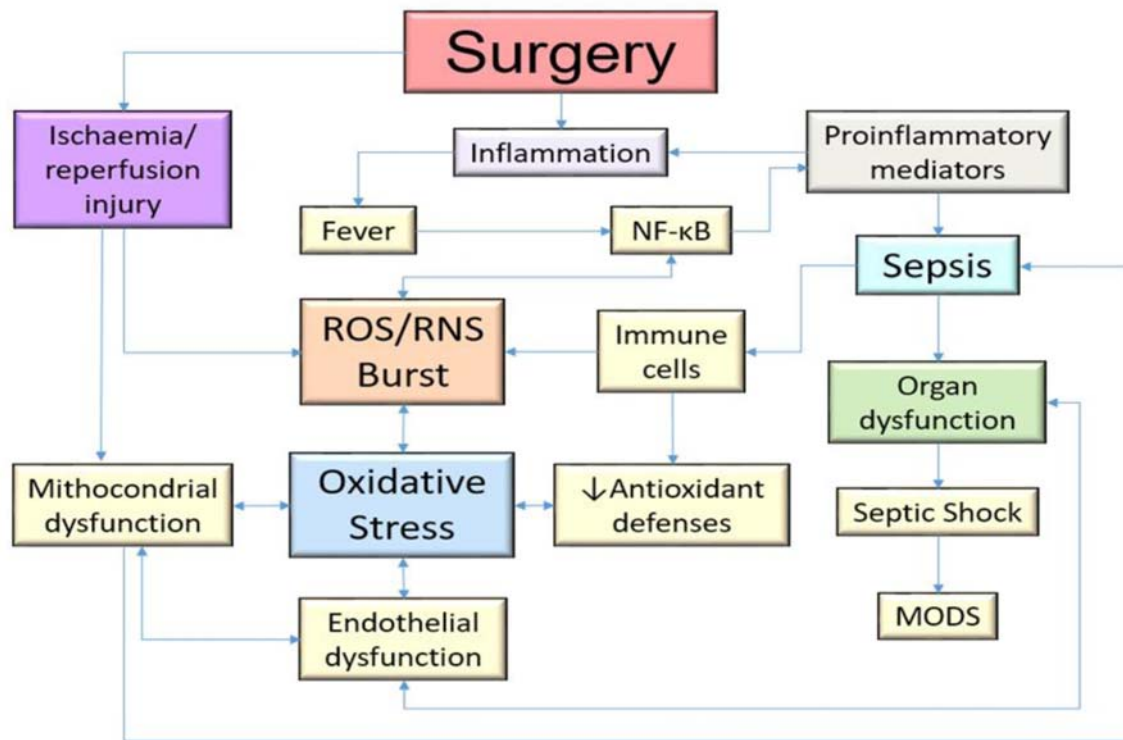 Surgery
Ischaemia/
reperfusion
injury
Inflammation
Proinflammatory
mediators
Fever
NF-κB
Sepsis
ROS/RNS
Burst
Immune
cells
Organ
dysfunction
Mithocondrial
dysfunction
Oxidative
Stress
↓Antioxidant
defenses
Septic Shock
Endothelial
dysfunction
MODS